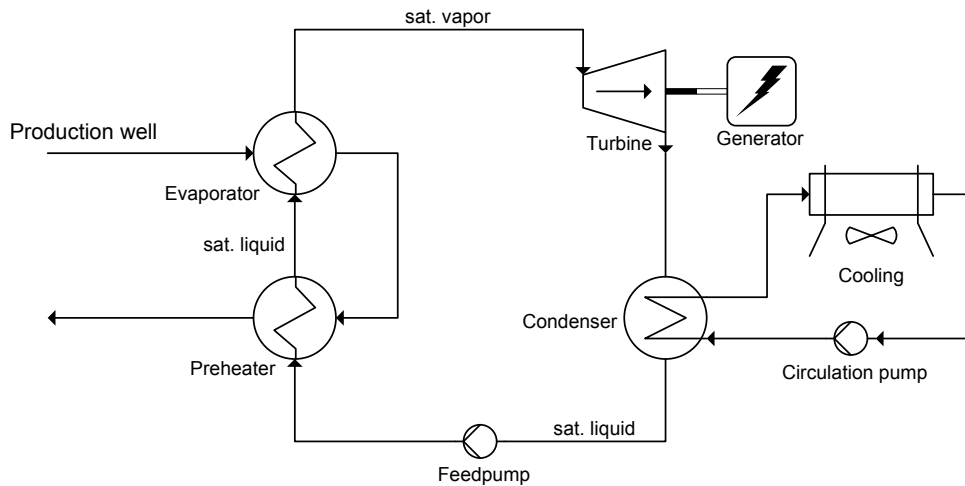 sat. vapor
Production well
Turbine
Generator
Evaporator
sat. liquid
Cooling
Condenser
Preheater
Circulation pump
sat. liquid
Feedpump